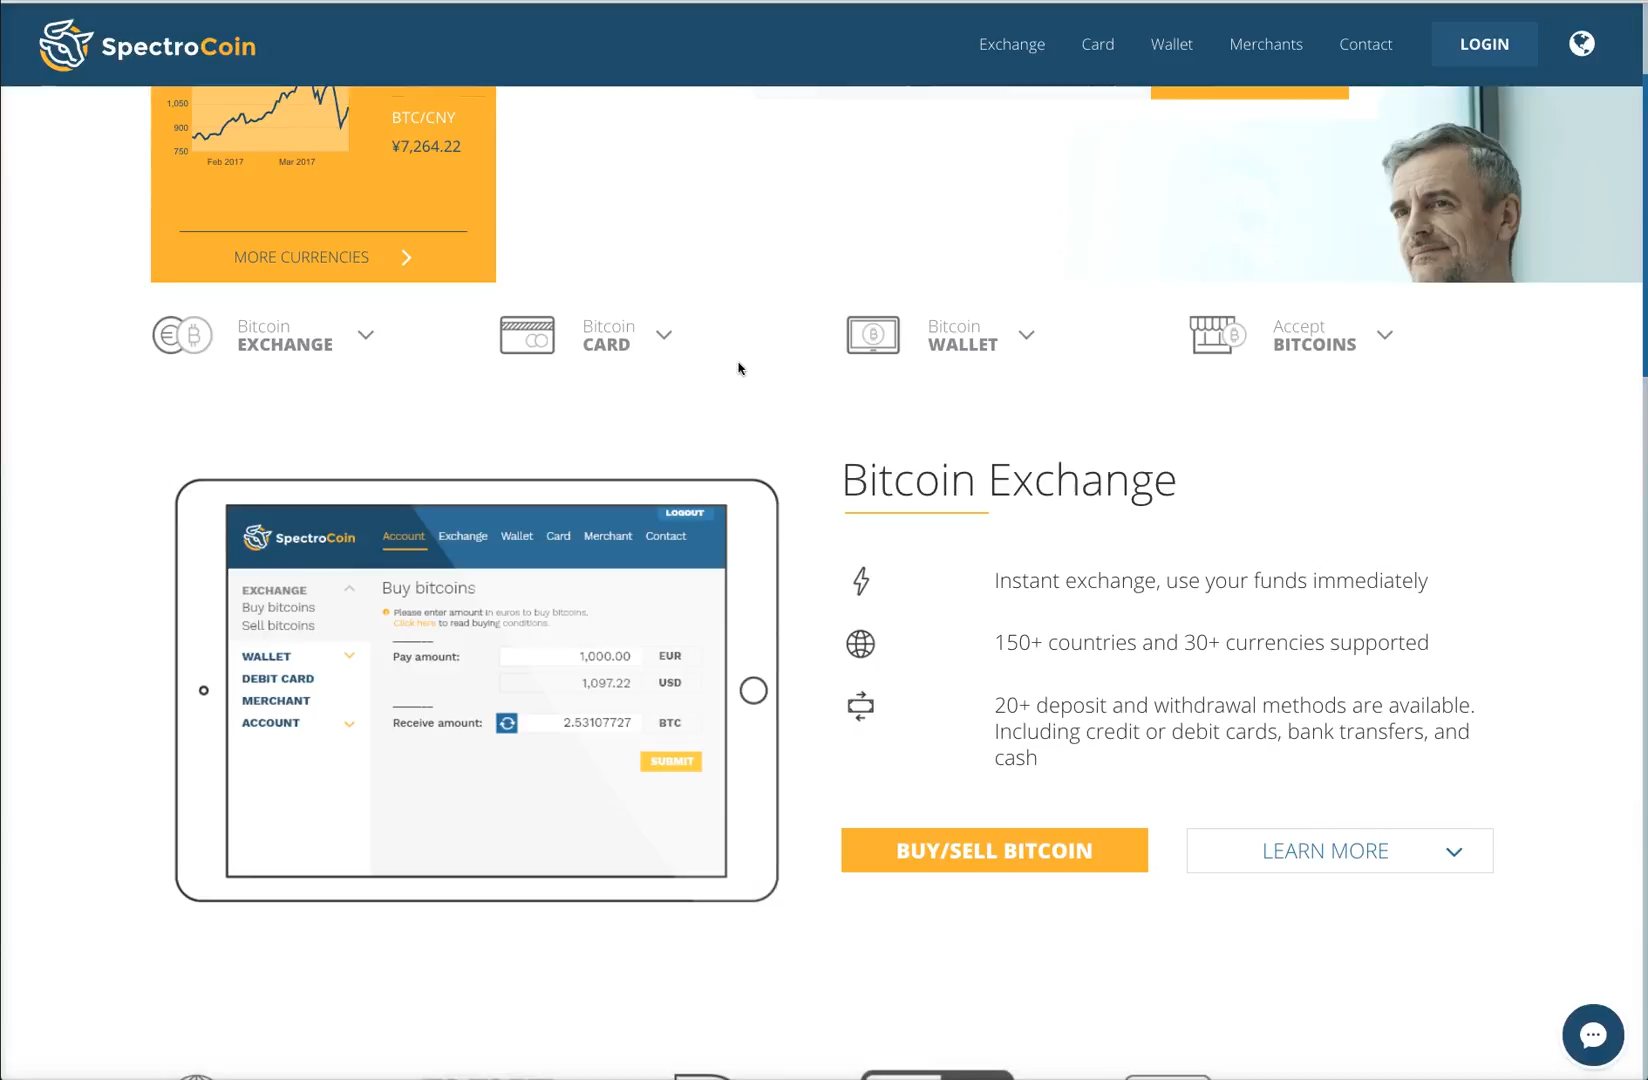 SpectroCoin
Exchange
Card
Wallet
Merchants
Contact
LOGIN
1,050
900
750
Feb 2017
Mar 2017
BTC/CNY
¥7,264.22
MORE CURRENCIES
Bitcoin
EXCHANGE
Bitcoin
CARD
Bitcoin
WALLET
Accept
BITCOINS
LOGOUT
SpectroCoin
Account
Exchange
Wallet
Card
Merchant
Contact
EXCHANGE
Buy bitcoins
Sell bitcoins
WALLET
DEBIT CARD
MERCHANT
ACCOUNT
Buy bitcoins
Please enter amount in euros to buy bitcoins.
Click here to read buying conditions.
Pay amount:
1,000.00
EUR
1,097.22
USD
Receive amount:
2.53107727
BTC
SUBMIT
Bitcoin Exchange
Instant exchange, use your funds immediately
150+ countries and 30+ currencies supported
20+ deposit and withdrawal methods are available.
Including credit or debit cards, bank transfers, and
cash
BUY/SELL BITCOIN
LEARN MORE